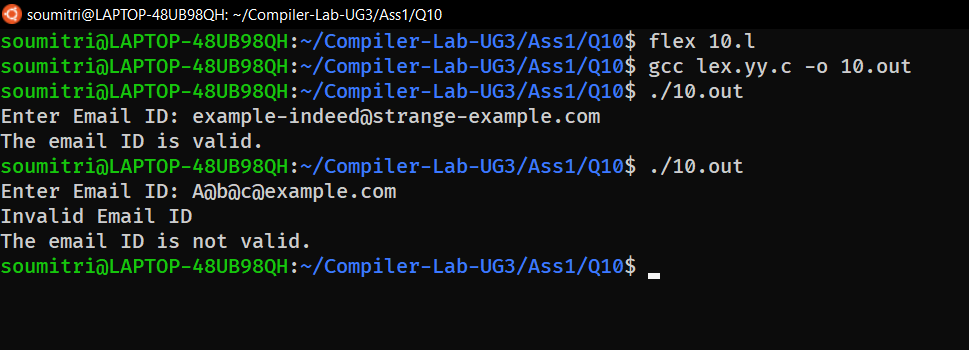 soumitri@LAPTOP-48UB98QH: ~/Compiler-Lab-UG3/Ass1/Q10
soumitri@LAPTOP-48UB98QH:~/Compiler-Lab-UG3/Ass1/Q10$ flex 10.l
soumitri@LAPTOP-48UB98QH:~/Compiler-Lab-UG3/Ass1/Q10$ gcc lex.yy.c -o 10.out
soumitri@LAPTOP-48UB98QH:~/Compiler-Lab-UG3/Ass1/Q10$ ./10.out
Enter Email ID: example-indeed@strange-example.com
The email ID is valid.
soumitri@LAPTOP-48UB98QH:~/Compiler-Lab-UG3/Ass1/Q10$ ./10.out
Enter Email ID: A@b@c@example.com
Invalid Email ID
The email ID is not valid.
soumitri@LAPTOP-48UB98QH:~/Compiler-Lab-UG3/Ass1/Q10$